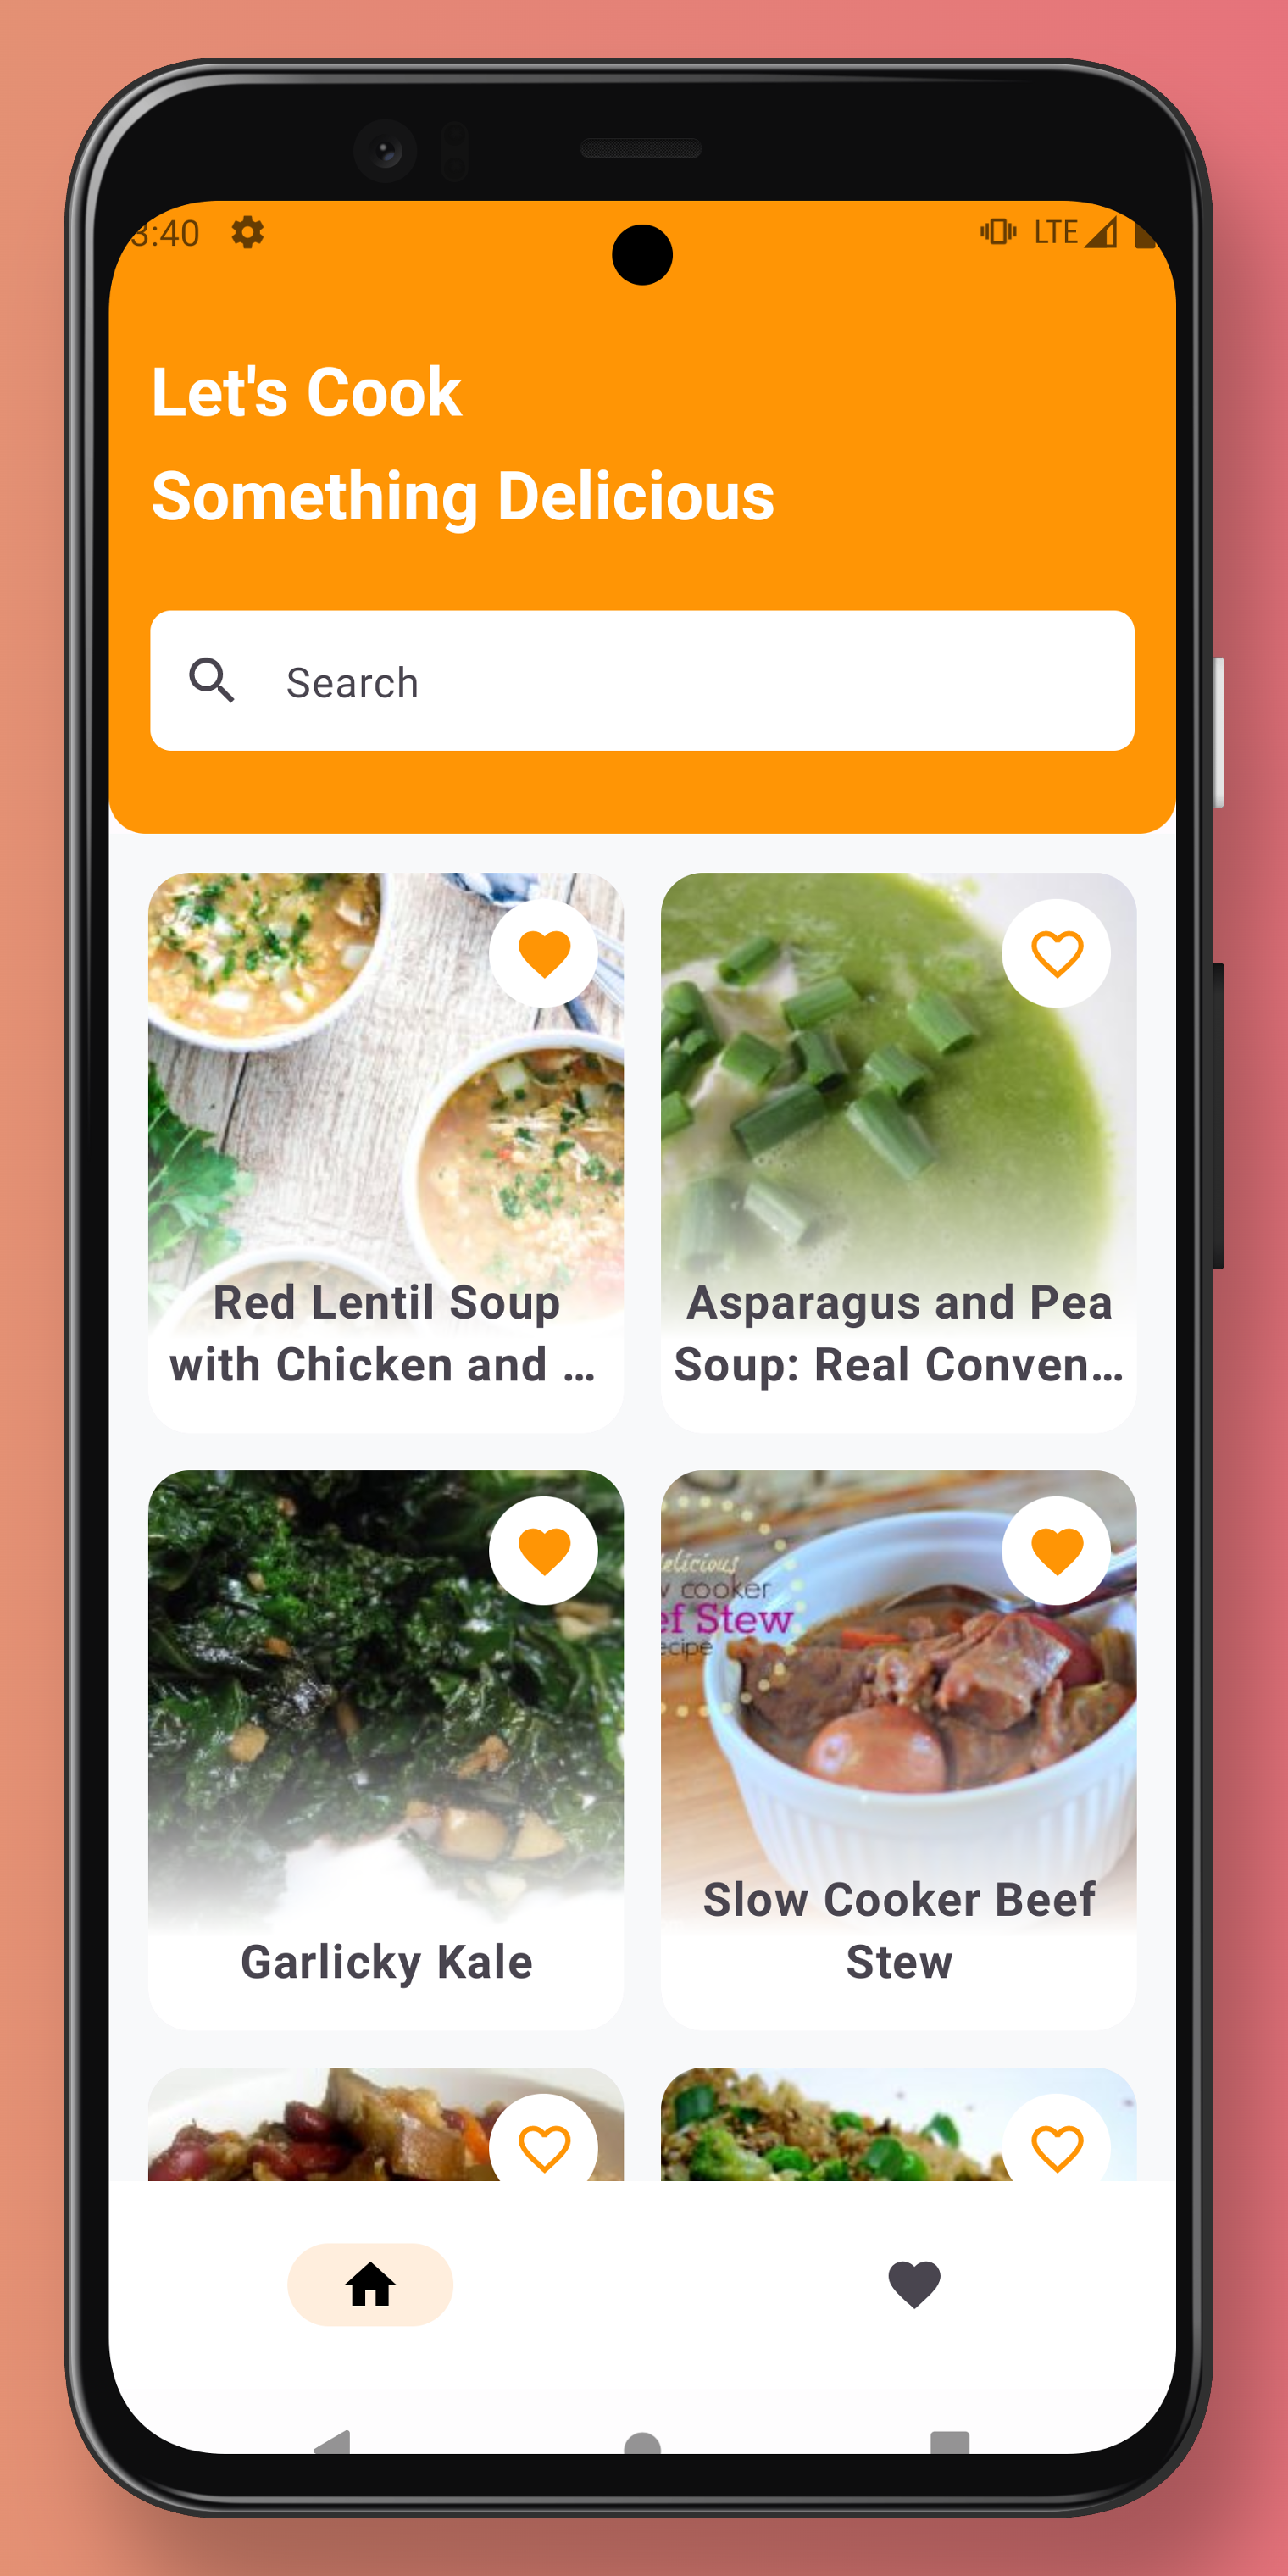 3:40
LTE
Let's Cook
Something Delicious
Search
Red Lentil Soup
with Chicken and ...
Asparagus and Pea
Soup: Real Conven...
elicious
w cooker
ef Stew
ecipe
Garlicky Kale
Slow Cooker Beef
Stew